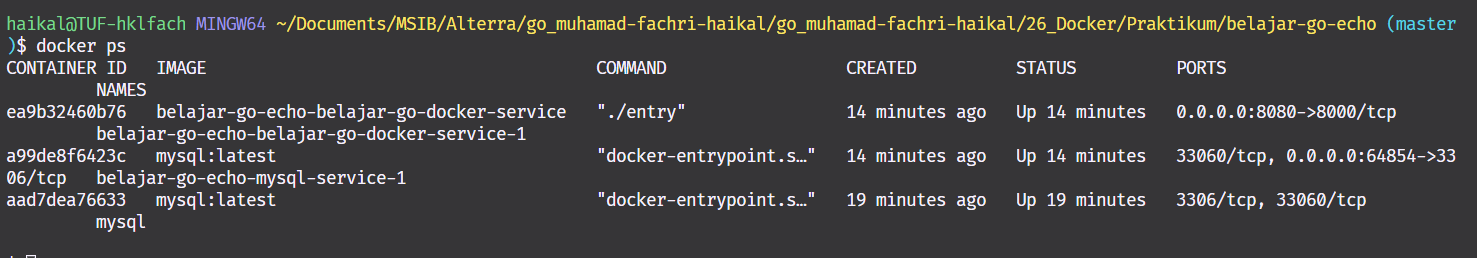 haikal@TUF-hklfach MINGW64 ~/Documents/MSIB/Alterra/go_muhamad-fachri-haikal/go_muhamad-fachri-haikal/26_Docker/Praktikum/belajar-go-echo (master
)$ docker ps
CONTAINER ID   IMAGE                                     COMMAND                  CREATED          STATUS          PORTS
         NAMES
ea9b32460b76   belajar-go-echo-belajar-go-docker-service   "./entry"                14 minutes ago   Up 14 minutes   0.0.0.0:8080->8000/tcp
         belajar-go-echo-belajar-go-docker-service-1
a99de8f6423c   mysql:latest                              "docker-entrypoint.s…"   14 minutes ago   Up 14 minutes   33060/tcp, 0.0.0.0:64854->33
06/tcp   belajar-go-echo-mysql-service-1
aad7dea76633   mysql:latest                              "docker-entrypoint.s…"   19 minutes ago   Up 19 minutes   3306/tcp, 33060/tcp
         mysql